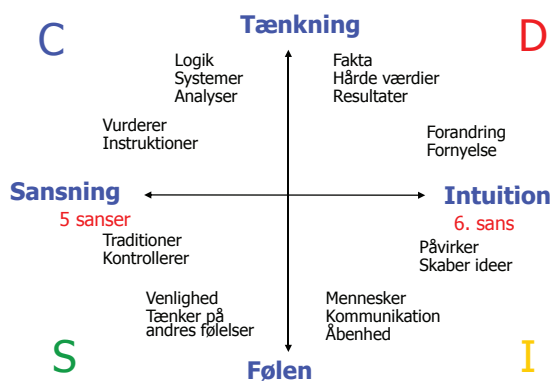 C
Tænkning
D
Logik
Systemer
Analyser
Fakta
Hårde værdier
Resultater
Vurderer
Instruktioner
Forandring
Fornyelse
Sansning
5 sanser
Intuition
6. sans
Traditioner
Kontrollerer
Påvirker
Skaber ideer
Venlighed
Tænker på
andres følelser
Mennesker
Kommunikation
Åbenhed
S
Følen
I